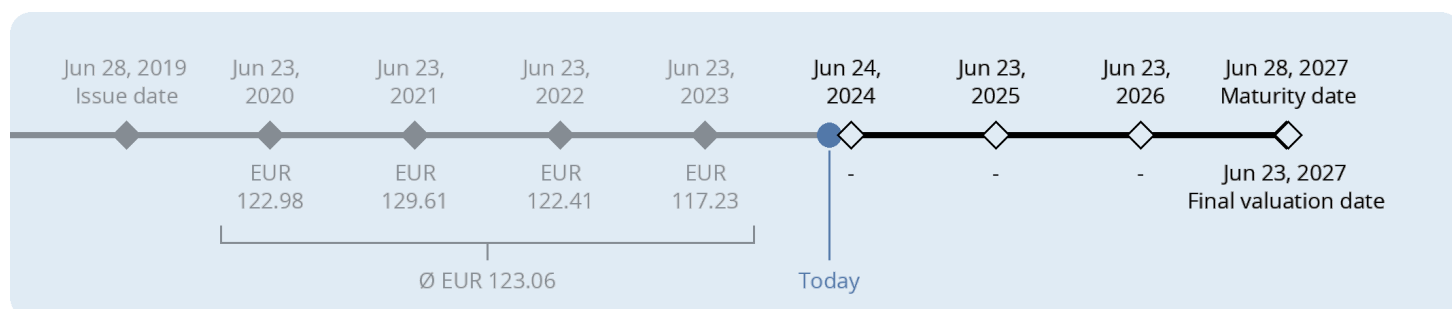 Jun 28, 2019
Issue date
Jun 23,
2020
Jun 23,
2021
Jun 23,
2022
Jun 23,
2023
Jun 24,
2024
Jun 23,
2025
Jun 23,
2026
Jun 28, 2027
Maturity date
EUR
122.98
EUR
129.61
EUR
122.41
EUR
117.23
-
-
-
Jun 23, 2027
Final valuation date
Ø EUR 123.06
Today